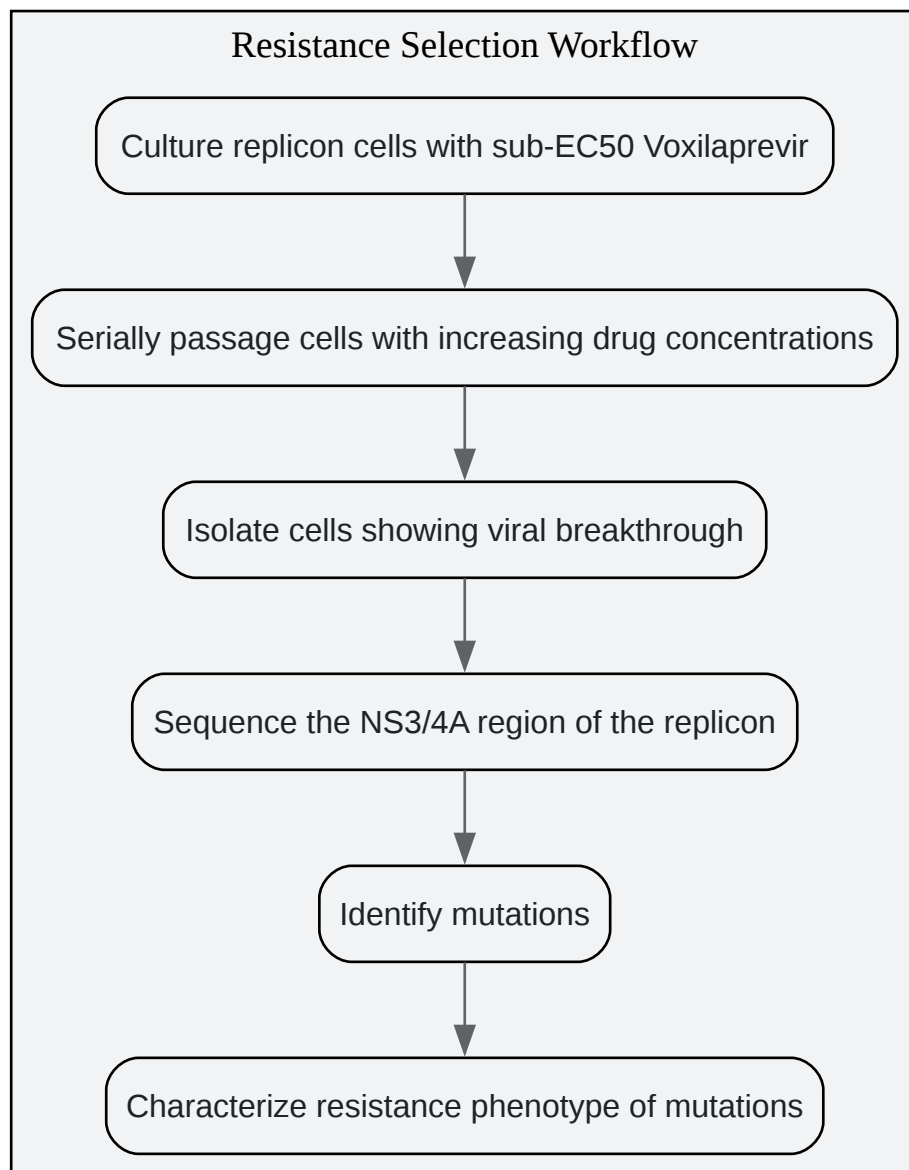 Resistance Selection Workflow
Culture replicon cells with sub-EC50 Voxilaprevir
Serially passage cells with increasing drug concentrations
Isolate cells showing viral breakthrough
Sequence the NS3/4A region of the replicon
Identify mutations
Characterize resistance phenotype of mutations